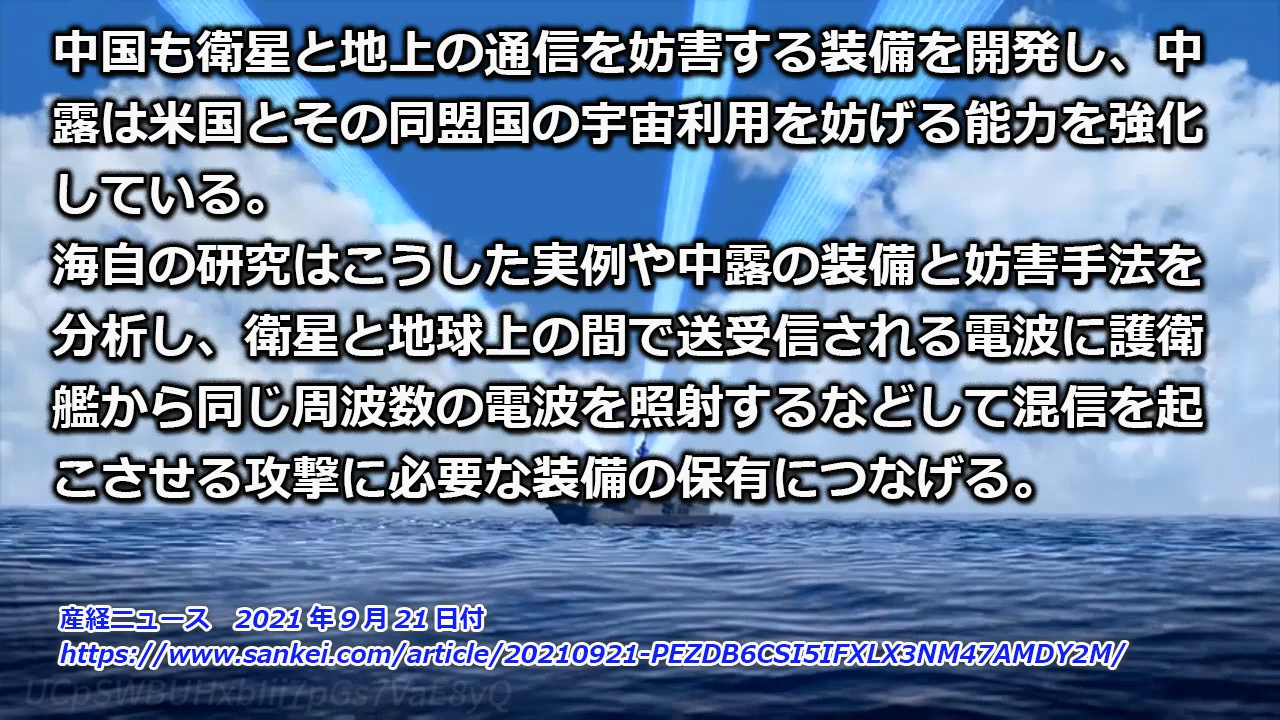 中国も衛星と地上の通信を妨害する装備を開発し、中
露は米国とその同盟国の宇宙利用を妨げる能力を強化
している。
海自の研究はこうした実例や中露の装備と妨害手法を
分析し、衛星と地球上の間で送受信される電波に護衛
艦から同じ周波数の電波を照射するなどして混信を起
こさせる攻撃に必要な装備の保有につなげる。
産経ニュース 2021年9月21日付
https://www.sankei.com/article/20210921-PEZDB6CSI5IFXLX3NM47AMDY2M/